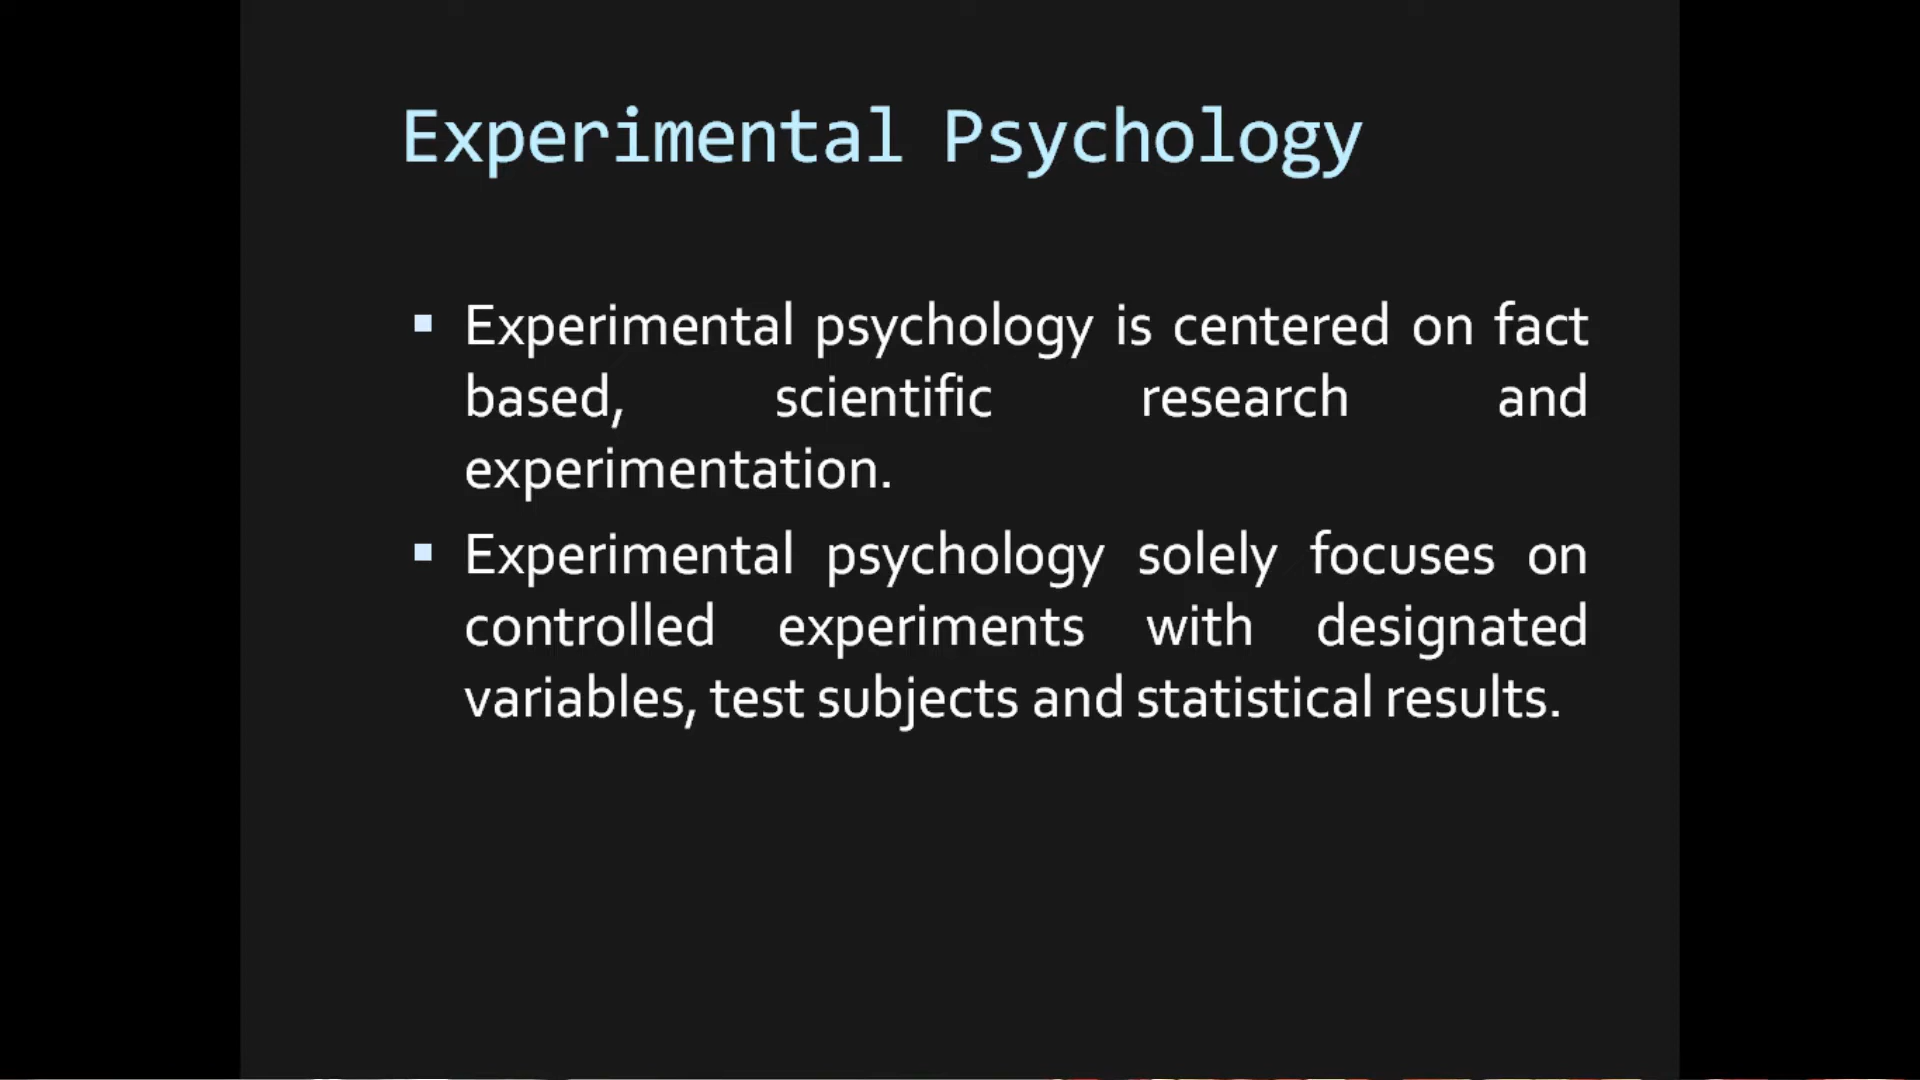 Experimental Psychology
▪ Experimental psychology is centered on fact
based, scientific research and
experimentation.
▪ Experimental psychology solely focuses on
controlled experiments with designated
variables, test subjects and statistical results.